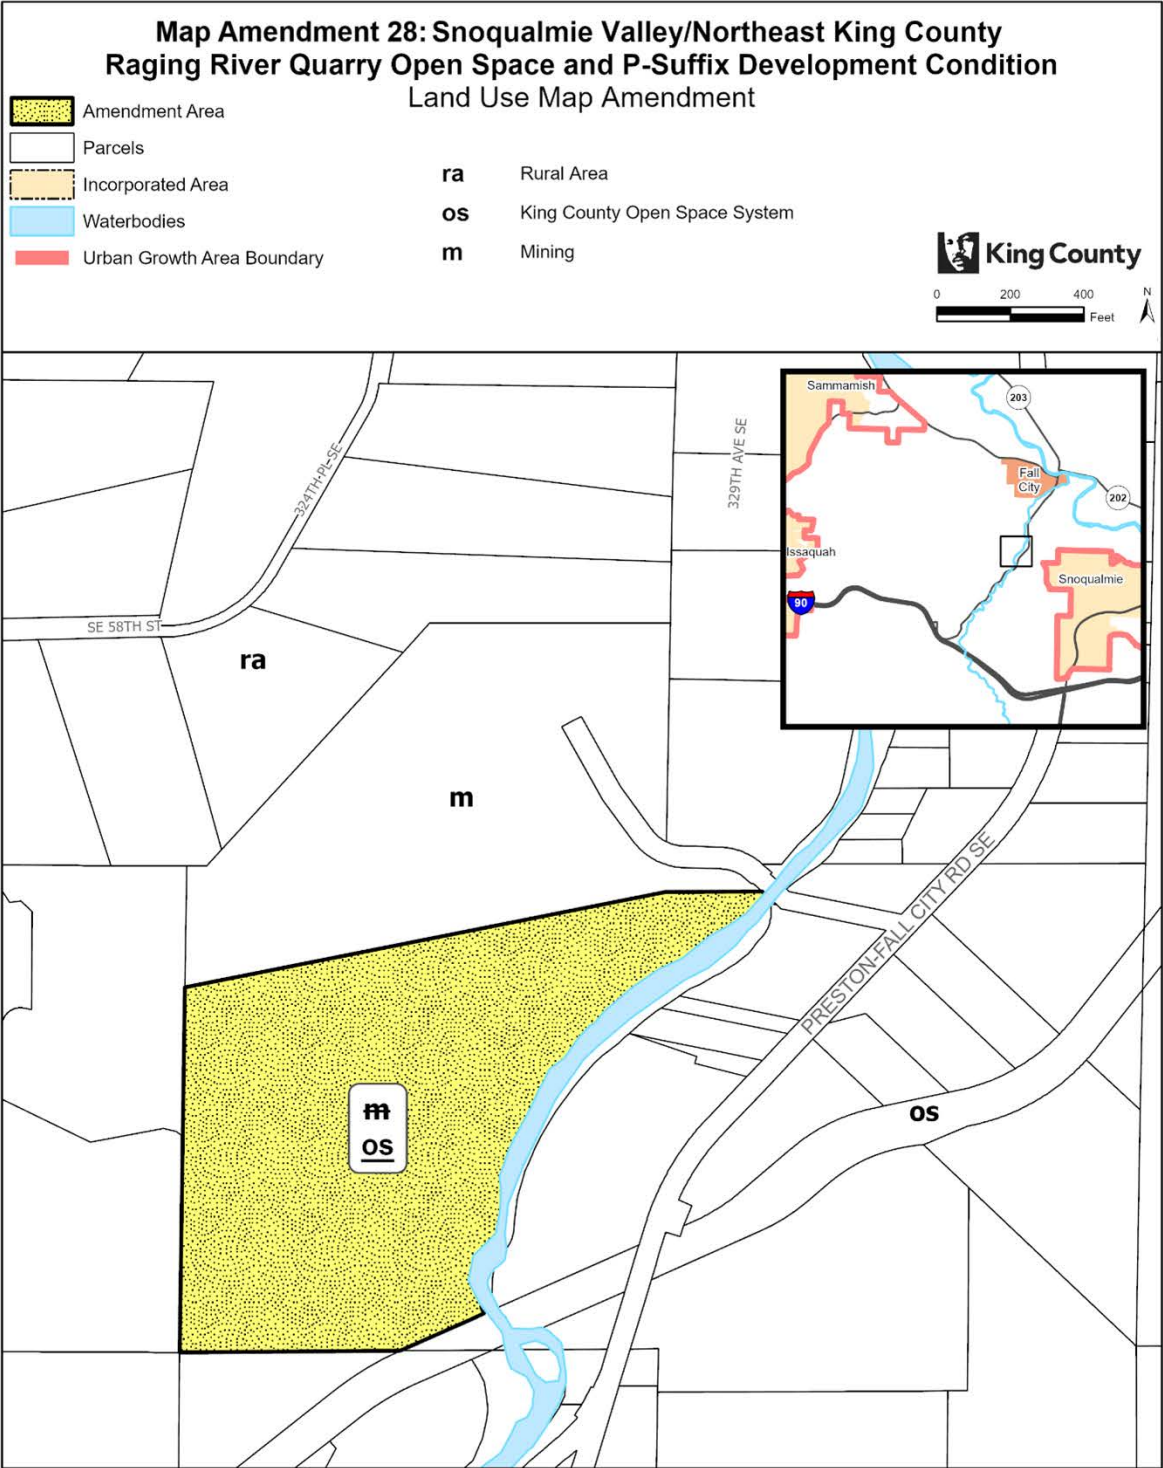 Map Amendment 28: Snoqualmie Valley/Northeast King County
Raging River Quarry Open Space and P-Suffix Development Condition
Land Use Map Amendment
Amendment Area
Parcels
Incorporated Area
Waterbodies
Urban Growth Area Boundary
ra Rural Area
os King County Open Space System
m Mining
King County
0 200 400
Feet
N
Sammamish
203
Fall
City
202
Issaquah
Snoqualmie
90
324TH PL SE
329TH AVE SE
SE 58TH ST
ra
m
PRESTON-FALL CITY RD SE
m
os
os